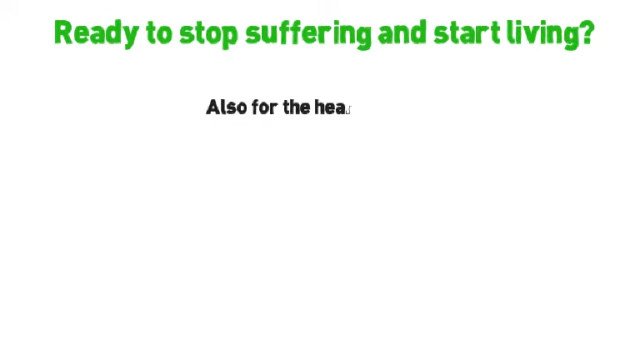 Ready to stop suffering and start living?
Also for the hea